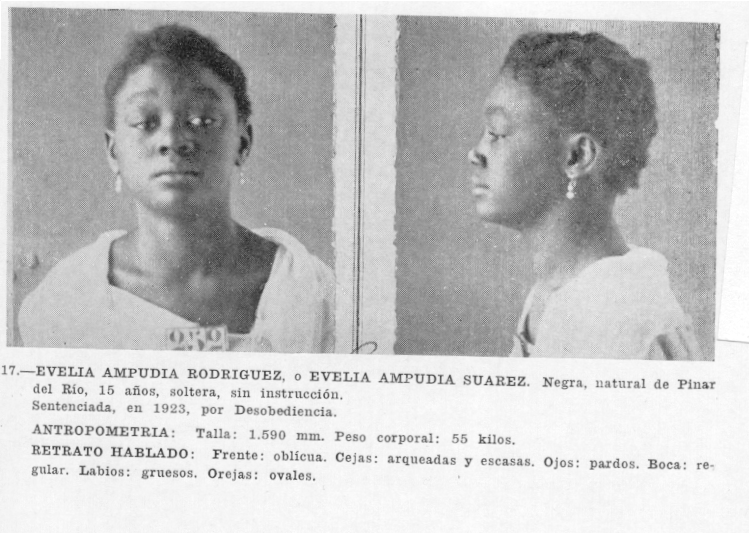 17.—EVELIA AMPUDIA RODRIGUEZ, o EVELIA AMPUDIA SUAREZ. Negra, natural de Pinar
del Río, 15 años, soltera, sin instrucción.
Sentenciada, en 1923, por Desobediencia.
ANTROPOMETRIA: Talla: 1.590 mm. Peso corporal: 55 kilos.
RETRATO HABLADO: Frente: oblícua. Cejas: arqueadas y escasas. Ojos: pardos. Boca: re-
gular. Labios: gruesos. Orejas: ovales.